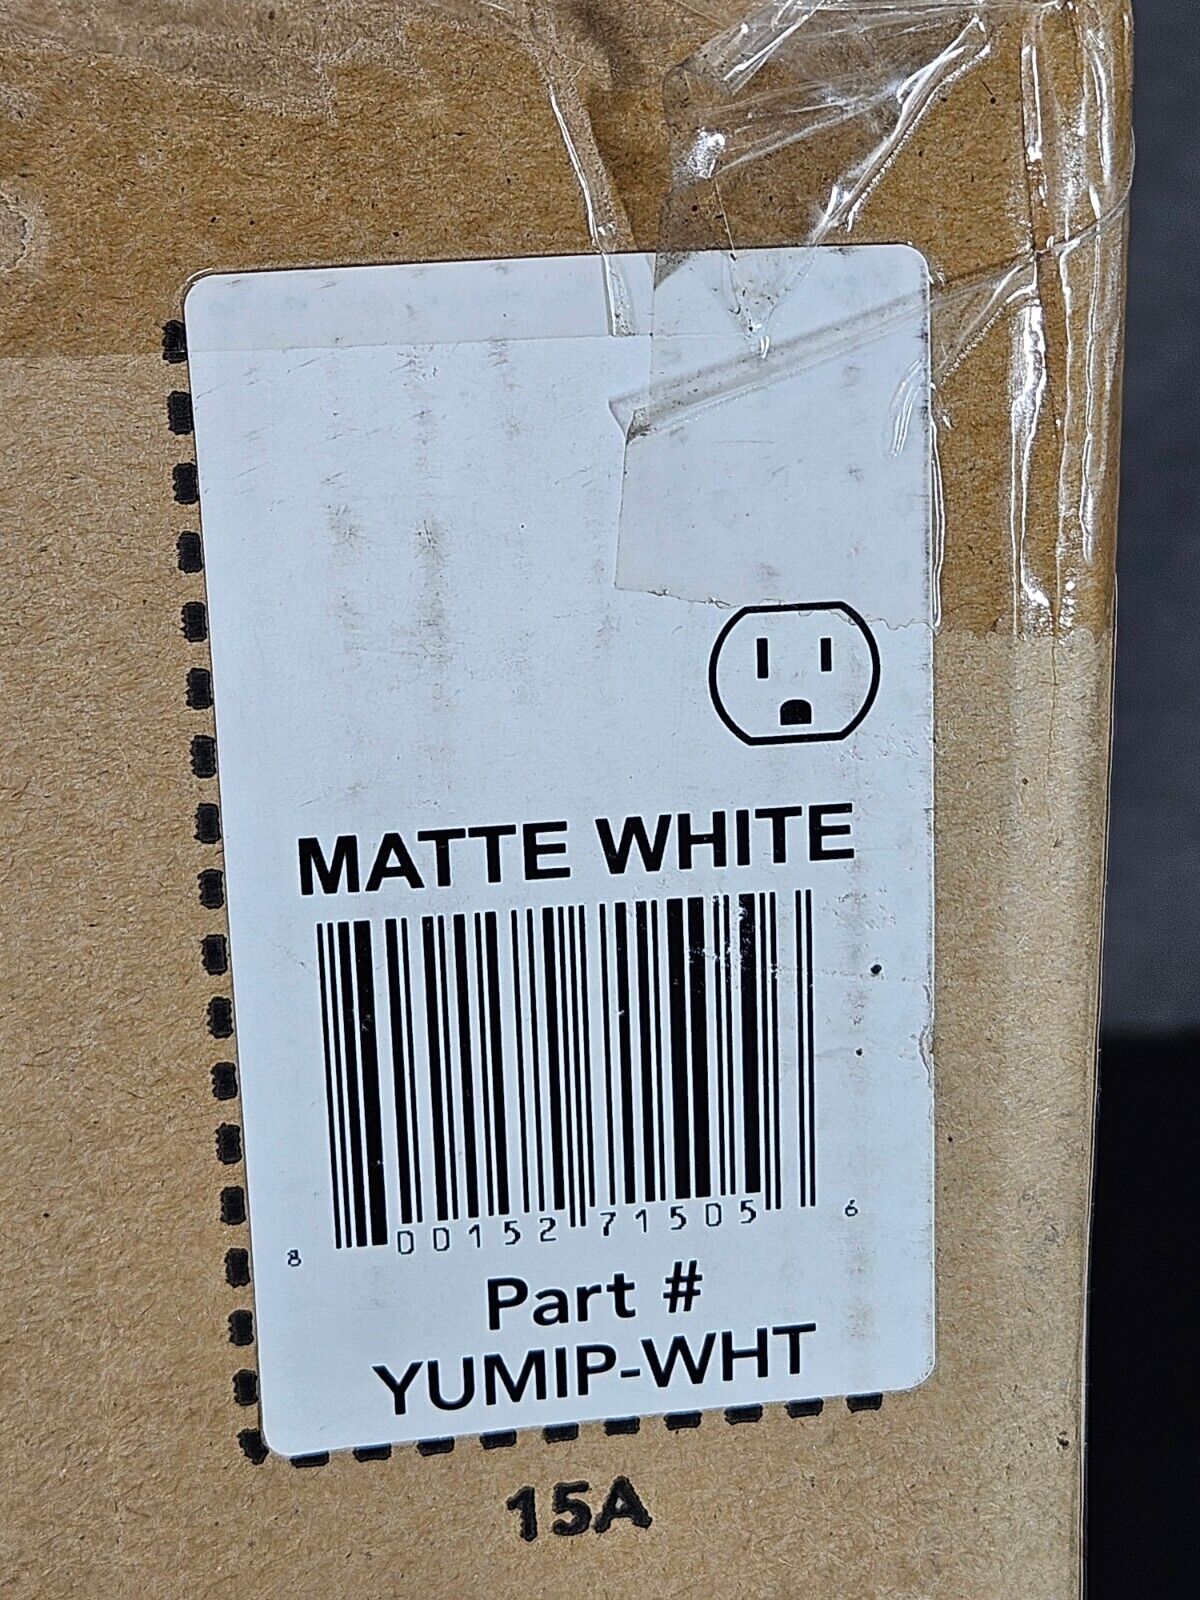 MATTE WHITE
8 00152 71505 6
Part #
YUMIP-WHT
15A